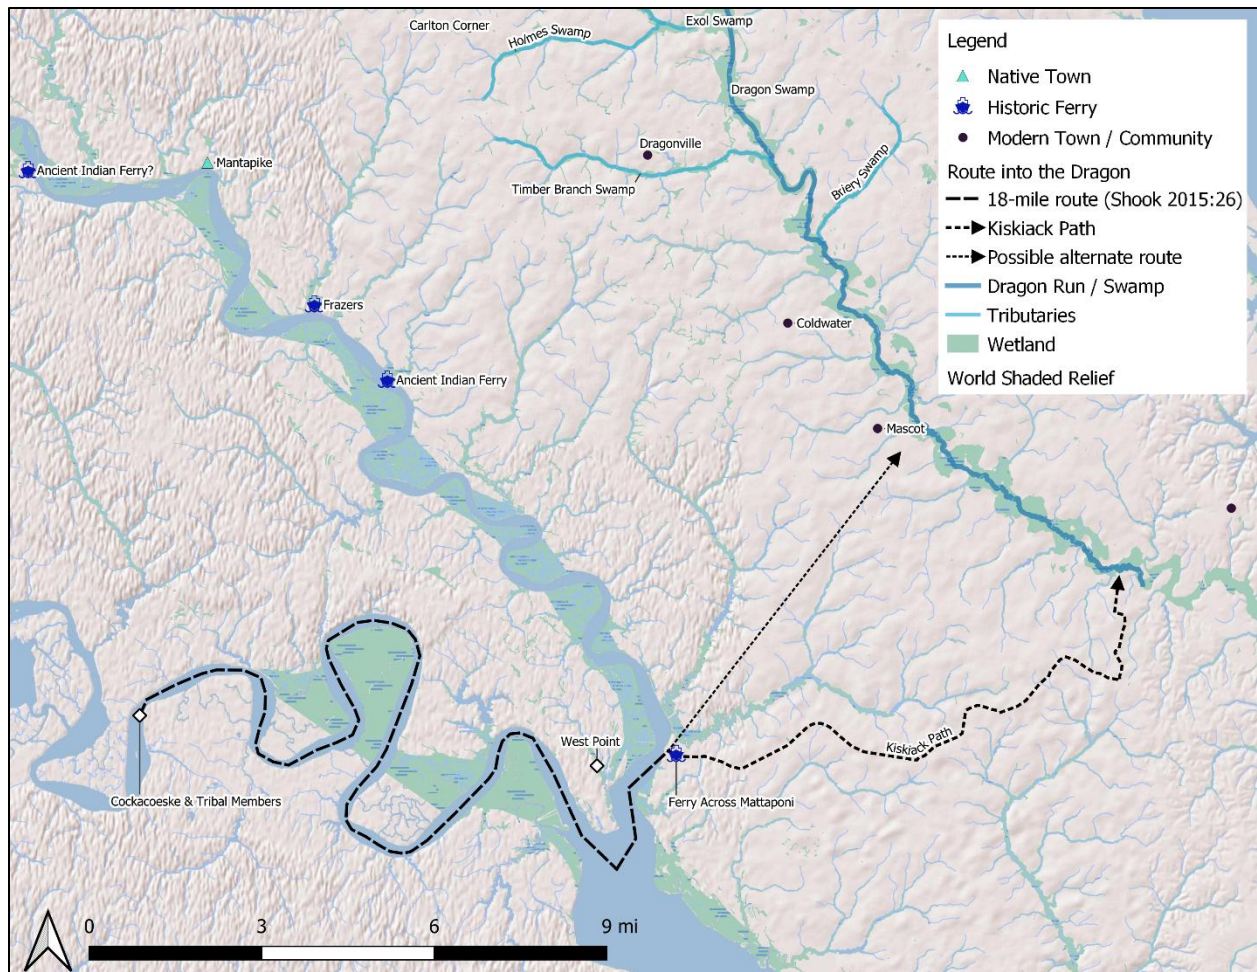 Carlton Corner
Exol Swamp
Holmes Swamp
Dragon Swamp
Dragonville
Timber Branch Swamp
Briery Swamp
Ancient Indian Ferry?
Mantapike
Frazers
Ancient Indian Ferry
Coldwater
Mascot
West Point
Kiskiack Path
Cockacoeske & Tribal Members
Ferry Across Mattaponi
Legend
Native Town
Historic Ferry
Modern Town / Community
Route into the Dragon
18-mile route (Shook 2015:26)
Kiskiack Path
Possible alternate route
Dragon Run / Swamp
Tributaries
Wetland
World Shaded Relief
0 3 6 9 mi